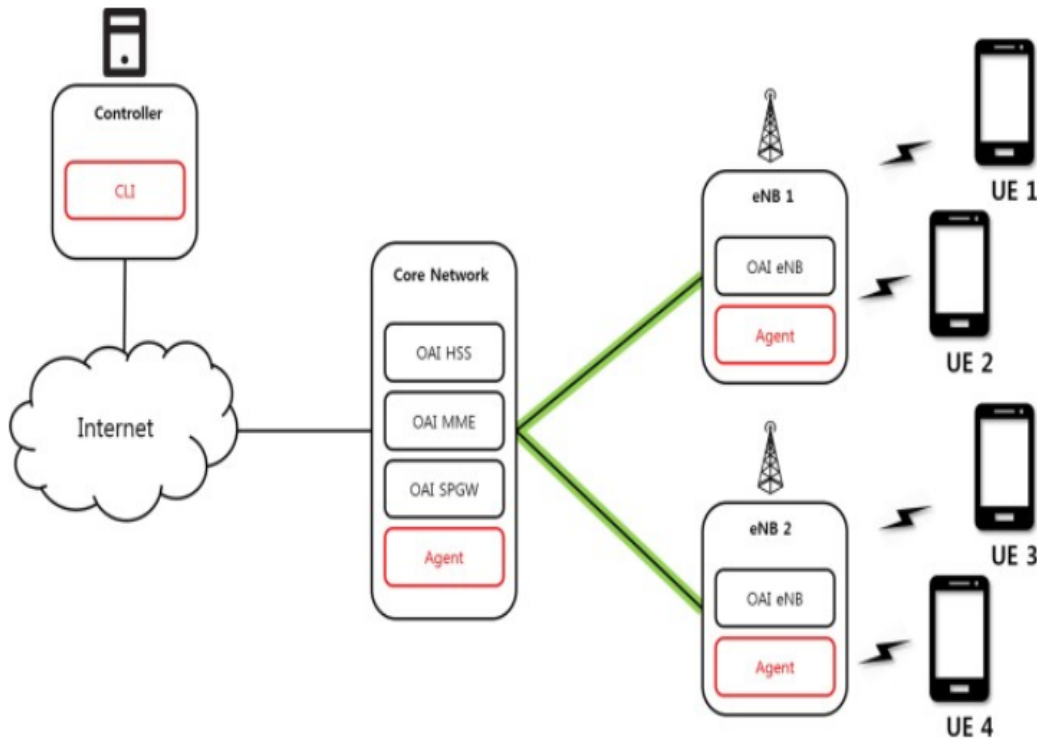 Controller
CLI
Internet
Core Network
OAI HSS
OAI MME
OAI SPGW
Agent
eNB 1
OAI eNB
Agent
UE 1
UE 2
eNB 2
OAI eNB
Agent
UE 3
UE 4